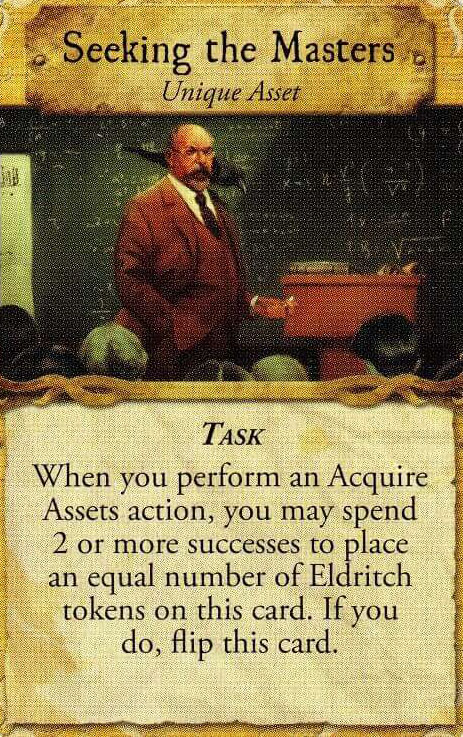 Seeking the Masters
Unique Asset
TASK
When you perform an Acquire
Assets action, you may spend
2 or more successes to place
an equal number of Eldritch
tokens on this card. If you
do, flip this card.